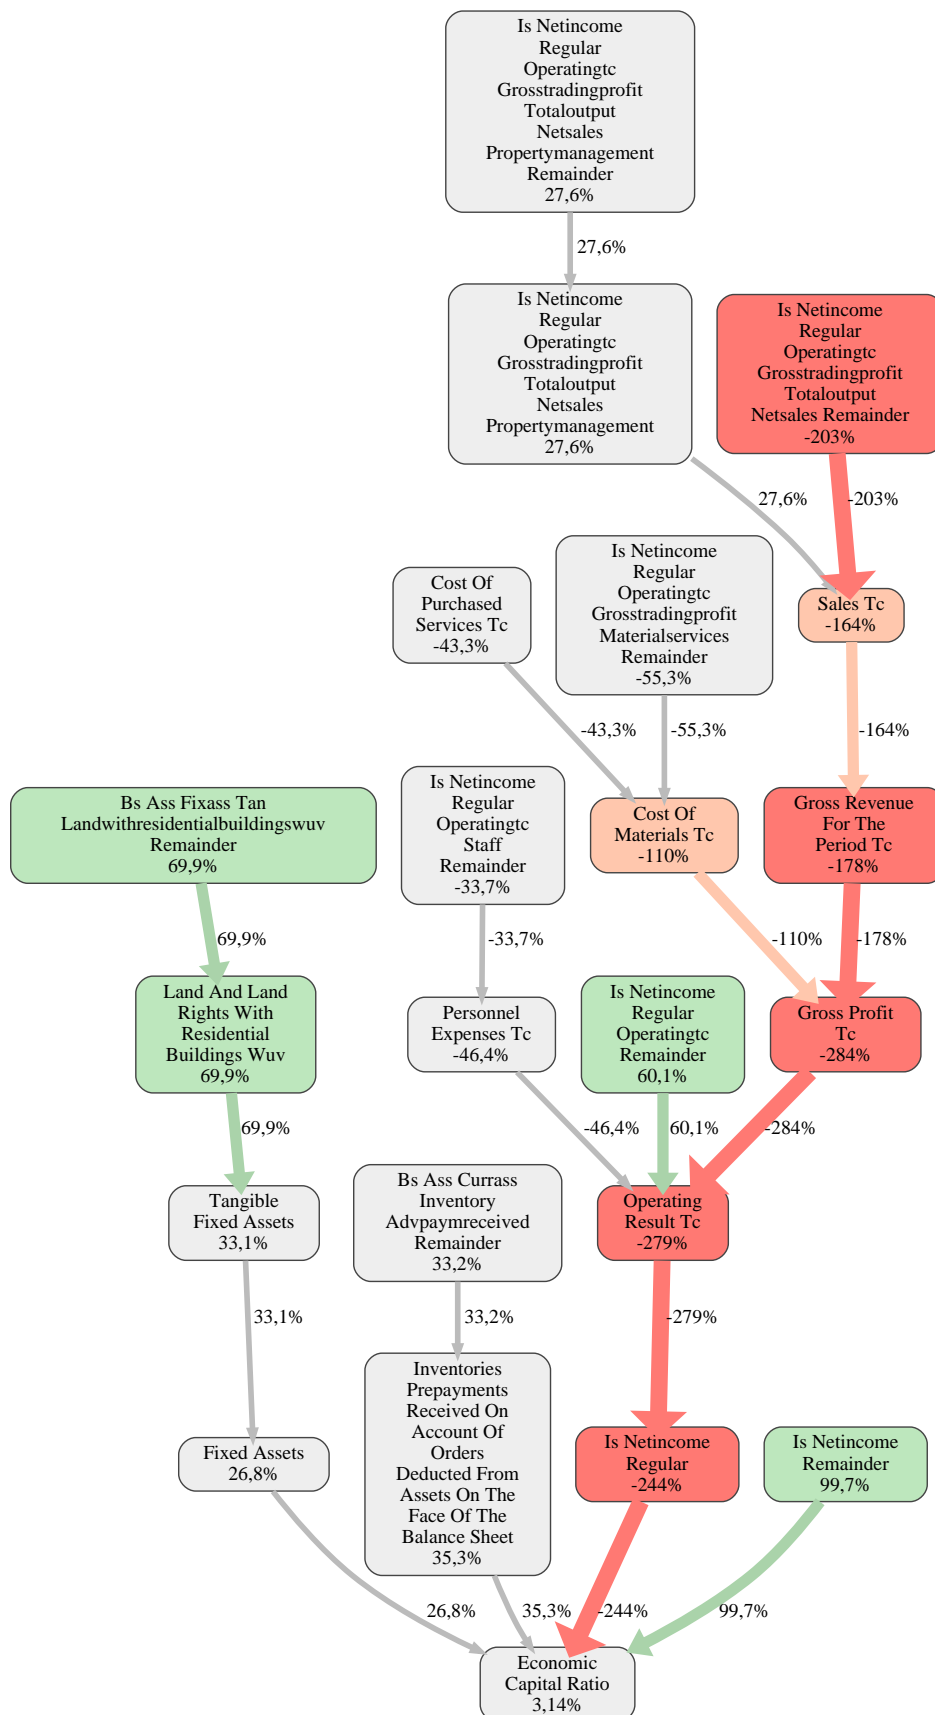 Is Netincome
Regular
Operatingtc
Grosstradingprofit
Totaloutput
Netsales
Propertymanagement
Remainder
27,6%
27,6%
Is Netincome
Regular
Operatingtc
Grosstradingprofit
Totaloutput
Netsales
Propertymanagement
27,6%
Is Netincome
Regular
Operatingtc
Grosstradingprofit
Totaloutput
Netsales Remainder
-203%
27,6%
-203%
Cost Of
Purchased
Services Tc
-43,3%
Is Netincome
Regular
Operatingtc
Grosstradingprofit
Materialservices
Remainder
-55,3%
Sales Tc
-164%
-43,3%
-55,3%
-164%
Bs Ass Fixass Tan
Landwithresidentialbuildingswuv
Remainder
69,9%
Is Netincome
Regular
Operatingtc
Staff
Remainder
-33,7%
Cost Of
Materials Tc
-110%
Gross Revenue
For The
Period Tc
-178%
69,9%
-33,7%
-110%
-178%
Land And Land
Rights With
Residential
Buildings Wuv
69,9%
Personnel
Expenses Tc
-46,4%
Is Netincome
Regular
Operatingtc
Remainder
60,1%
Gross Profit
Tc
-284%
69,9%
-46,4%
60,1%
-284%
Tangible
Fixed Assets
33,1%
Bs Ass Currass
Inventory
Advpaymreceived
Remainder
33,2%
Operating
Result Tc
-279%
33,1%
33,2%
-279%
Fixed Assets
26,8%
Inventories
Prepayments
Received On
Account Of
Orders
Deducted From
Assets On The
Face Of The
Balance Sheet
35,3%
Is Netincome
Regular
-244%
Is Netincome
Remainder
99,7%
26,8%
35,3%
-244%
99,7%
Economic
Capital Ratio
3,14%